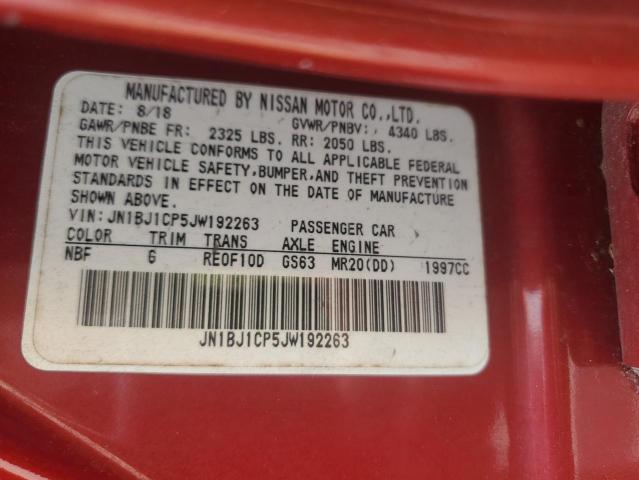 MANUFACTURED BY NISSAN MOTOR CO.,LTD.
DATE: 8/18 GVWR/PNBV: 4340 LBS.
GAWR/PNBE FR: 2325 LBS. RR: 2050 LBS.
THIS VEHICLE CONFORMS TO ALL APPLICABLE FEDERAL
MOTOR VEHICLE SAFETY, BUMPER, AND THEFT PREVENTION
STANDARDS IN EFFECT ON THE DATE OF MANUFACTURE
SHOWN ABOVE.
VIN: JN1BJ1CP5JW192263 PASSENGER CAR
COLOR TRIM TRANS AXLE ENGINE
NBF G RE0F10D GS63 MR20(DD) 1997CC
JN1BJ1CP5JW192263